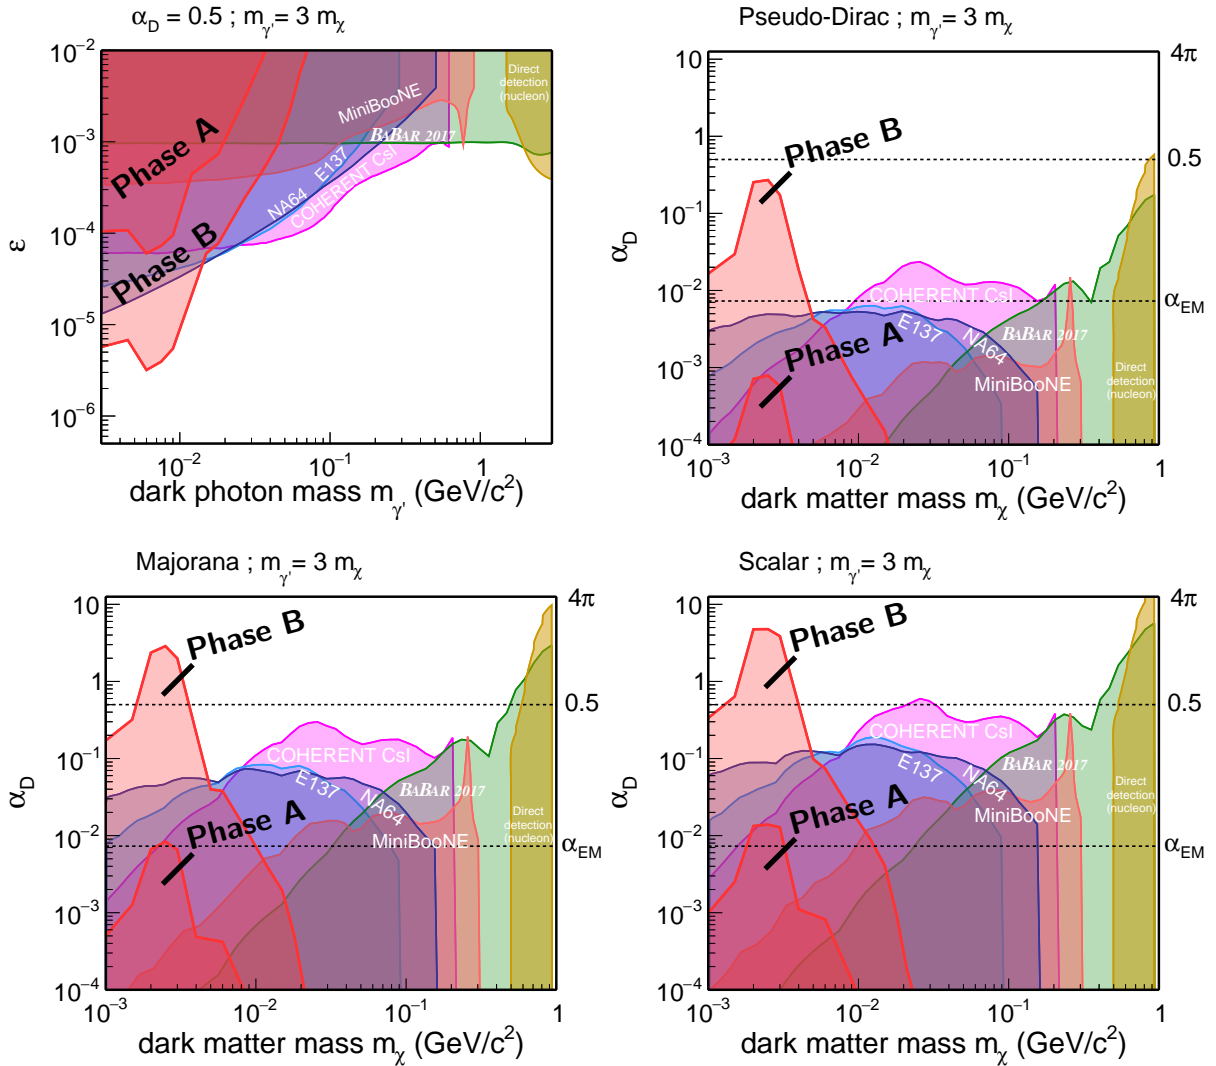 α_D = 0.5 ; m_γ' = 3 m_χ
10⁻²
10⁻³
10⁻⁴
10⁻⁵
10⁻⁶
ε
Phase A
Phase B
MiniBooNE
BABAR 2017
E137
NA64
COHERENT CsI
Direct
detection
(nucleon)
10⁻² 10⁻¹ 1
dark photon mass m_γ' (GeV/c²)
Pseudo-Dirac ; m_γ' = 3 m_χ
10
1
10⁻¹
10⁻²
10⁻³
10⁻⁴
α_D
4π
0.5
α_EM
Phase B
Phase A
COHERENT CsI
E137
NA64
BABAR 2017
MiniBooNE
Direct
detection
(nucleon)
10⁻³ 10⁻² 10⁻¹ 1
dark matter mass m_χ (GeV/c²)
Majorana ; m_γ' = 3 m_χ
10
1
10⁻¹
10⁻²
10⁻³
10⁻⁴
α_D
4π
0.5
α_EM
Phase B
Phase A
COHERENT CsI
E137
NA64
BABAR 2017
MiniBooNE
Direct
detection
(nucleon)
10⁻³ 10⁻² 10⁻¹ 1
dark matter mass m_χ (GeV/c²)
Scalar ; m_γ' = 3 m_χ
10
1
10⁻¹
10⁻²
10⁻³
10⁻⁴
α_D
4π
0.5
α_EM
Phase B
Phase A
COHERENT CsI
E137
NA64
BABAR 2017
MiniBooNE
Direct
detection
(nucleon)
10⁻³ 10⁻² 10⁻¹ 1
dark matter mass m_χ (GeV/c²)